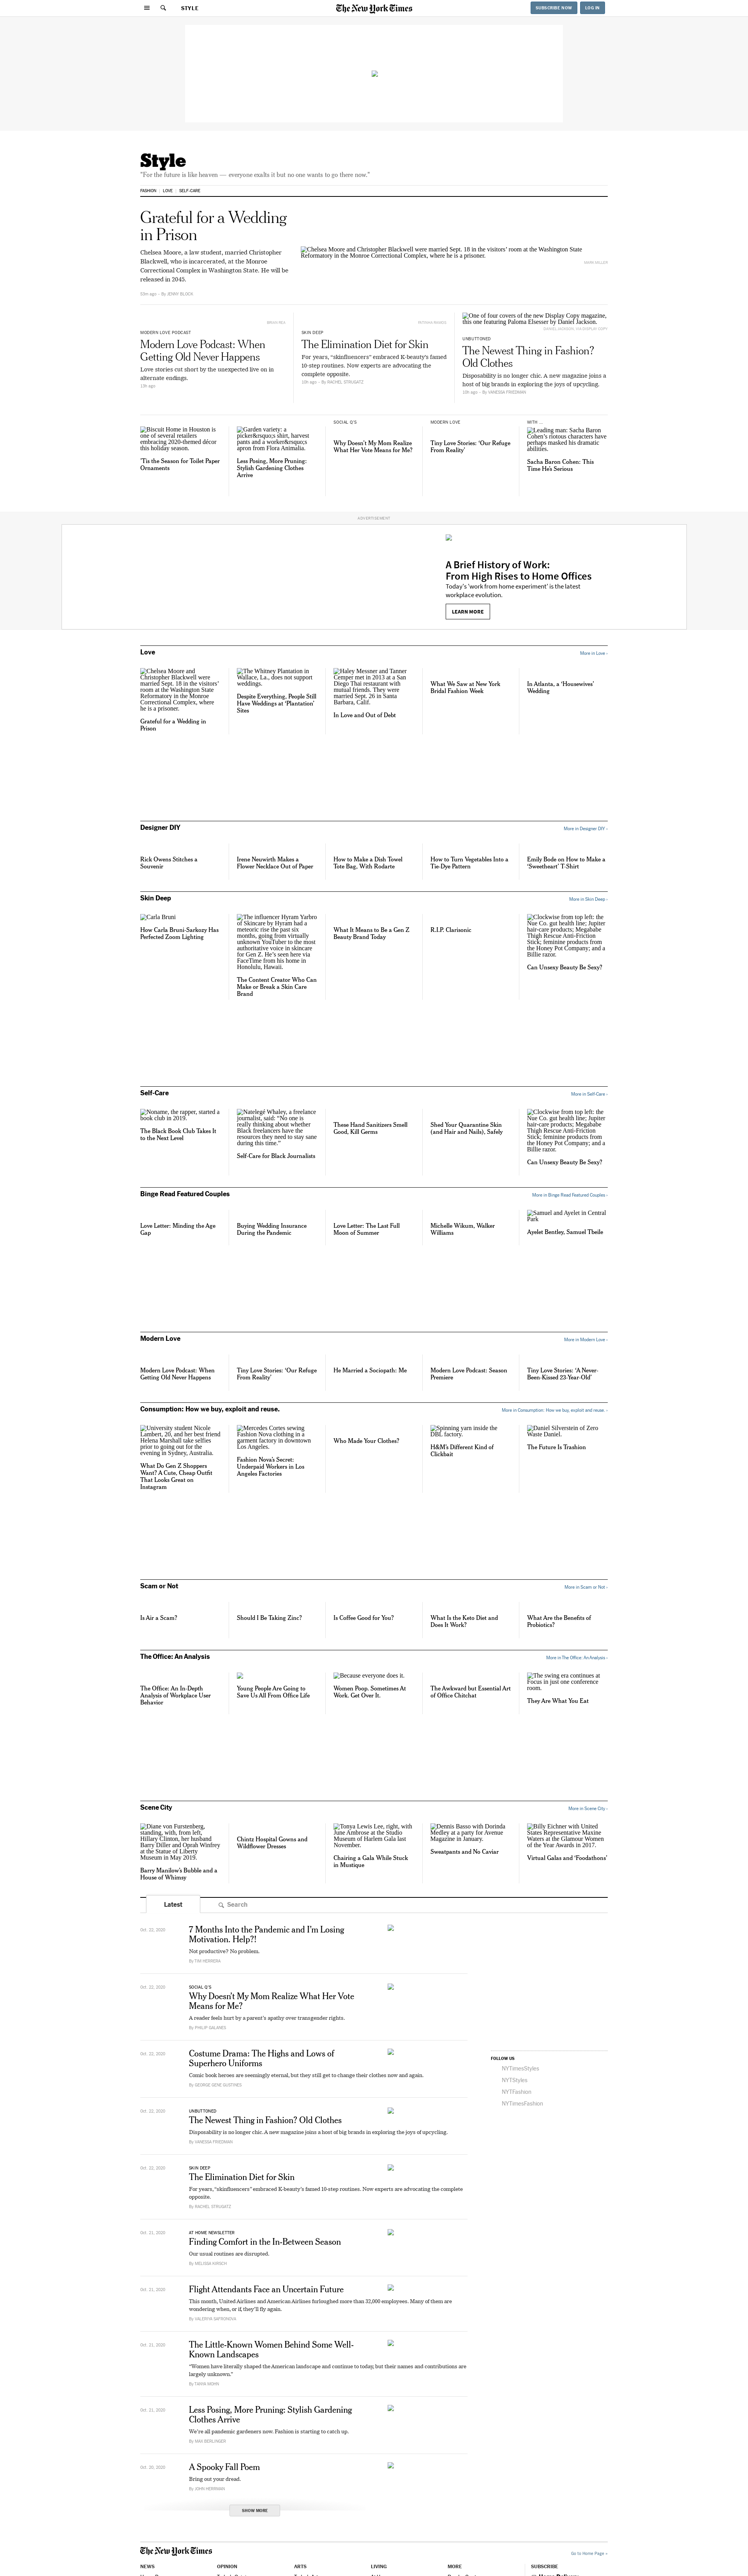 STYLE
The New York Times
SUBSCRIBE NOW
LOG IN
Style
"For the future is like heaven — everyone exalts it but no one wants to go there now."
FASHION
LOVE
SELF-CARE
Grateful for a Wedding
in Prison
Chelsea Moore, a law student, married Christopher
Blackwell, who is incarcerated, at the Monroe
Correctional Complex in Washington State. He will be
released in 2045.
By JENNY BLOCK
Chelsea Moore and Christopher Blackwell were married Sept. 18 in the visitors' room at the Washington State
Reformatory in the Monroe Correctional Complex, where he is a prisoner.
MODERN LOVE PODCAST
Modern Love Podcast: When
Getting Old Never Happens
Love stories cut short by the unexpected live on in
alternate endings.
13h ago
SKIN DEEP
The Elimination Diet for Skin
For years, "skinfluencers" embraced K-beauty's famed
10-step routines. Now experts are advocating the
complete opposite.
By RACHEL STRUGATZ
One of four covers of the new Display Copy magazine,
this one featuring Paloma Elsesser by Daniel Jackson.
UNBUTTONED
The Newest Thing in Fashion?
Old Clothes
Disposability is no longer chic. A new magazine joins a
host of big brands in exploring the joys of upcycling.
By VANESSA FRIEDMAN
Biscuit Home in Houston is
one of several retailers
embracing 2020-themed décor
this holiday season.
'Tis the Season for Toilet Paper
Ornaments
Garden variety: a
picker&rsquo;s shirt, harvest
pants and a worker&rsquo;s
apron from Flora Animalia.
Less Posing, More Pruning:
Stylish Gardening Clothes
Arrive
SOCIAL Q'S
Why Doesn't My Mom Realize
What Her Vote Means for Me?
MODERN LOVE
Tiny Love Stories: 'Our Refuge
From Reality'
WITH ...
Leading man: Sacha Baron
Cohen's riotous characters have
perhaps masked his dramatic
abilities.
Sacha Baron Cohen: This
Time He's Serious
ADVERTISEMENT
A Brief History of Work:
From High Rises to Home Offices
Today's 'work from home experiment' is the latest
workplace evolution.
LEARN MORE
Love
More in Love ›
Chelsea Moore and
Christopher Blackwell were
married Sept. 18 in the visitors'
room at the Washington State
Reformatory in the Monroe
Correctional Complex, where
he is a prisoner.
Grateful for a Wedding in
Prison
The Whitney Plantation in
Wallace, La., does not support
weddings.
Despite Everything, People Still
Have Weddings at 'Plantation'
Sites
Haley Messner and Tanner
Cempei met in 2013 at a San
Diego Thai restaurant with
mutual friends. They were
married Sept. 26 in Santa
Barbara, Calif.
In Love and Out of Debt
What We Saw at New York
Bridal Fashion Week
In Atlanta, a 'Housewives'
Wedding
Designer DIY
More in Designer DIY ›
Rick Owens Stitches a
Souvenir
Irene Neuwirth Makes a
Flower Necklace Out of Paper
How to Make a Dish Towel
Tote Bag, With Rodarte
How to Turn Vegetables Into a
Tie-Dye Pattern
Emily Bode on How to Make a
'Sweetheart' T-Shirt
Skin Deep
More in Skin Deep ›
Carla Bruni
How Carla Bruni-Sarkozy Has
Perfected Zoom Lighting
The influencer Hyram Yarbro
of Skincare by Hyram had a
meteoric rise the past six
months, going from virtually
unknown YouTuber to the most
authoritative voice in skincare
for Gen Z. He's seen here via
FaceTime from his home in
Honolulu, Hawaii.
The Content Creator Who Can
Make or Break a Skin Care
Brand
What It Means to Be a Gen Z
Beauty Brand Today
R.I.P. Clarisonic
Clockwise from top left: the
Nue Co. gut health line; Jupiter
hair-care products; Megababe
Thigh Rescue Anti-Friction
Stick; feminine products from
the Honey Pot Company; and a
Billie razor.
Can Unsexy Beauty Be Sexy?
Self-Care
More in Self-Care ›
Noname, the rapper, started a
book club in 2019.
The Black Book Club Takes It
to the Next Level
Natelegé Whaley, a freelance
journalist, said: "No one is
really thinking about whether
Black freelancers have the
resources they need to stay sane
during this time."
Self-Care for Black Journalists
These Hand Sanitizers Smell
Good, Kill Germs
Shed Your Quarantine Skin
(and Hair and Nails), Safely
Clockwise from top left: the
Nue Co. gut health line; Jupiter
hair-care products; Megababe
Thigh Rescue Anti-Friction
Stick; feminine products from
the Honey Pot Company; and a
Billie razor.
Can Unsexy Beauty Be Sexy?
Binge Read Featured Couples
More in Binge Read Featured Couples ›
Love Letter: Minding the Age
Gap
Buying Wedding Insurance
During the Pandemic
Love Letter: The Last Full
Moon of Summer
Michelle Wikum, Walker
Williams
Samuel and Ayelet in Central
Park
Ayelet Bentley, Samuel Theile
Modern Love
More in Modern Love ›
Modern Love Podcast: When
Getting Old Never Happens
Tiny Love Stories: 'Our Refuge
From Reality'
He Married a Sociopath: Me
Modern Love Podcast: Season
Premiere
Tiny Love Stories: 'A Never-
Been-Kissed 23-Year-Old'
Consumption: How we buy, exploit and reuse.
More in Consumption: How we buy, exploit and reuse. ›
University student Nicole
Lambert, 20, and her best friend
Helena Marshall take selfies
prior to going out for the
evening in Sydney, Australia.
What Do Gen Z Shoppers
Want? A Cute, Cheap Outfit
That Looks Great on
Instagram
Mercedes Cortes sewing
Fashion Nova clothing in a
garment factory in downtown
Los Angeles.
Fashion Nova's Secret:
Underpaid Workers in Los
Angeles Factories
Who Made Your Clothes?
Spinning yarn inside the
DBL factory.
H&M's Different Kind of
Clickbait
Daniel Silverstein of Zero
Waste Daniel.
The Future Is Trashion
Scam or Not
More in Scam or Not ›
Is Air a Scam?
Should I Be Taking Zinc?
Is Coffee Good for You?
What Is the Keto Diet and
Does It Work?
What Are the Benefits of
Probiotics?
The Office: An Analysis
More in The Office: An Analysis ›
The Office: An In-Depth
Analysis of Workplace User
Behavior
Young People Are Going to
Save Us All From Office Life
Because everyone does it.
Women Poop. Sometimes At
Work. Get Over It.
The Awkward but Essential Art
of Office Chitchat
The swing era continues at
Focus in just one conference
room.
They Are What You Eat
Scene City
More in Scene City ›
Diane von Furstenberg,
standing, with, from left,
Hillary Clinton, her husband
Barry Diller and Oprah Winfrey
at the Statue of Liberty
Museum in May 2019.
Barry Manilow's Bubble and a
House of Whimsy
Chintz Hospital Gowns and
Wildflower Dresses
Tonya Lewis Lee, right, with
June Ambrose at the Studio
Museum of Harlem Gala last
November.
Chairing a Gala While Stuck
in Mustique
Dennis Basso with Dorinda
Medley at a party for Avenue
Magazine in January.
Sweatpants and No Caviar
Billy Eichner with United
States Representative Maxine
Waters at the Glamour Women
of the Year Awards in 2017.
Virtual Galas and 'Foodathons'
Latest
Search
Oct. 22, 2020
7 Months Into the Pandemic and I'm Losing
Motivation. Help?!
Not productive? No problem.
By TIM HERRERA
Oct. 22, 2020
SOCIAL Q'S
Why Doesn't My Mom Realize What Her Vote
Means for Me?
A reader feels hurt by a parent's apathy over transgender rights.
By PHILIP GALANES
Oct. 22, 2020
Costume Drama: The Highs and Lows of
Superhero Uniforms
Comic book heroes are seemingly eternal, but they still get to change their clothes now and again.
By GEORGE GENE GUSTINES
Oct. 22, 2020
UNBUTTONED
The Newest Thing in Fashion? Old Clothes
Disposability is no longer chic. A new magazine joins a host of big brands in exploring the joys of upcycling.
By VANESSA FRIEDMAN
Oct. 22, 2020
SKIN DEEP
The Elimination Diet for Skin
For years, "skinfluencers" embraced K-beauty's famed 10-step routines. Now experts are advocating the complete
opposite.
By RACHEL STRUGATZ
Oct. 21, 2020
AT HOME NEWSLETTER
Finding Comfort in the In-Between Season
Our usual routines are disrupted.
By MELISSA KIRSCH
Oct. 21, 2020
Flight Attendants Face an Uncertain Future
This month, United Airlines and American Airlines furloughed more than 32,000 employees. Many of them are
wondering when, or if, they'll fly again.
By VALERIYA SAFRONOVA
Oct. 21, 2020
The Little-Known Women Behind Some Well-
Known Landscapes
"Women have literally shaped the American landscape and continue to today, but their names and contributions are
largely unknown."
By TANYA MOHN
Oct. 21, 2020
Less Posing, More Pruning: Stylish Gardening
Clothes Arrive
We're all pandemic gardeners now. Fashion is starting to catch up.
By MAX BERLINGER
Oct. 20, 2020
A Spooky Fall Poem
Bring out your dread.
By JOHN HERRMAN
SHOW MORE
FOLLOW US
NYTimesStyles
NYTStyles
NYTFashion
NYTimesFashion
The New York Times
Go to Home Page »
NEWS
OPINION
ARTS
LIVING
MORE
SUBSCRIBE